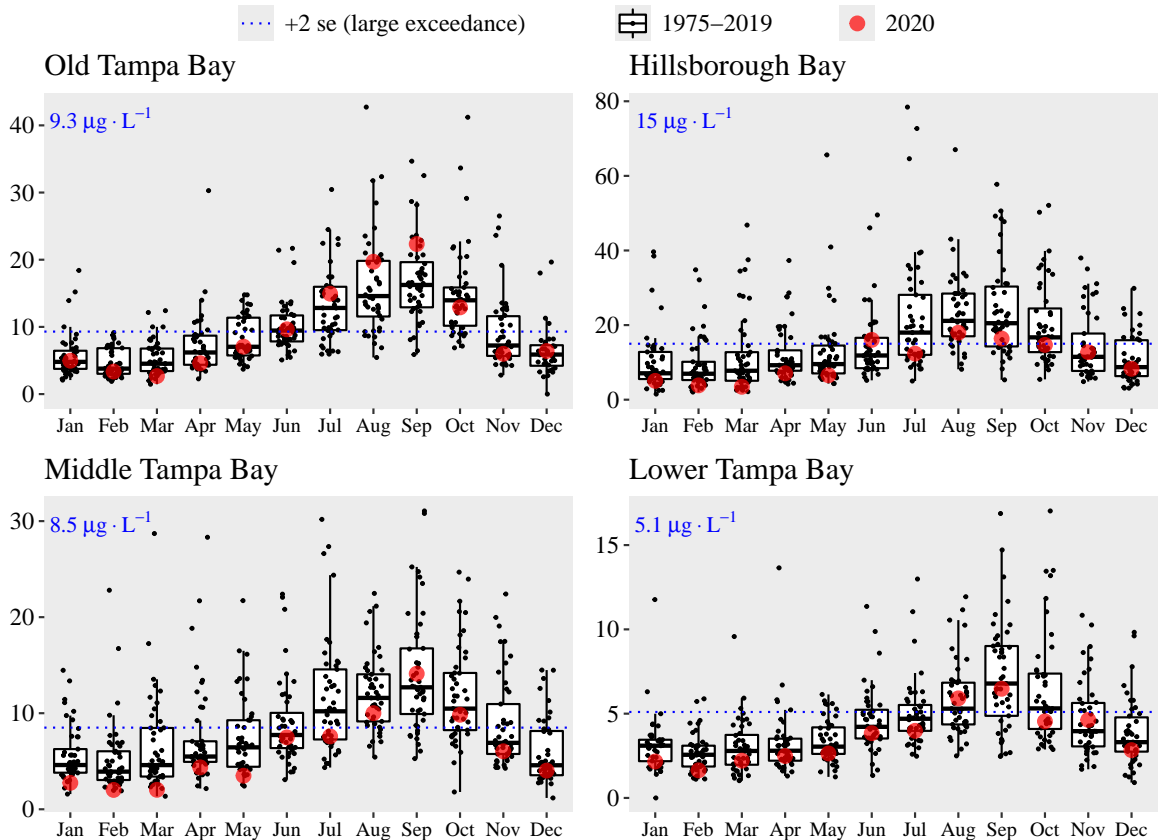 +2 se (large exceedance) 1975–2019 2020
Old Tampa Bay
9.3 μg · L⁻¹
40
30
20
10
0
Jan Feb Mar Apr May Jun Jul Aug Sep Oct Nov Dec
Hillsborough Bay
15 μg · L⁻¹
80
60
40
20
0
Jan Feb Mar Apr May Jun Jul Aug Sep Oct Nov Dec
Middle Tampa Bay
8.5 μg · L⁻¹
30
20
10
0
Jan Feb Mar Apr May Jun Jul Aug Sep Oct Nov Dec
Lower Tampa Bay
5.1 μg · L⁻¹
15
10
5
0
Jan Feb Mar Apr May Jun Jul Aug Sep Oct Nov Dec